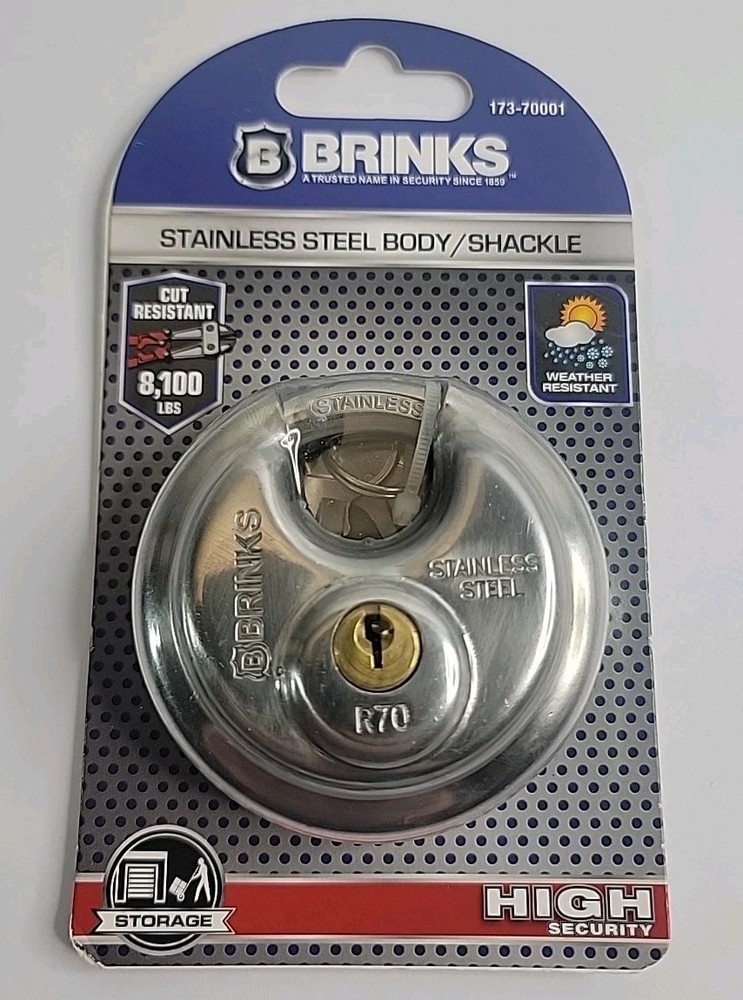 173-70001
B BRINKS™
A TRUSTED NAME IN SECURITY SINCE 1859
STAINLESS STEEL BODY/SHACKLE
CUT
RESISTANT
8,100
LBS
WEATHER
RESISTANT
STAINLESS
B BRINKS
STAINLESS
STEEL
R70
STORAGE
HIGH
SECURITY